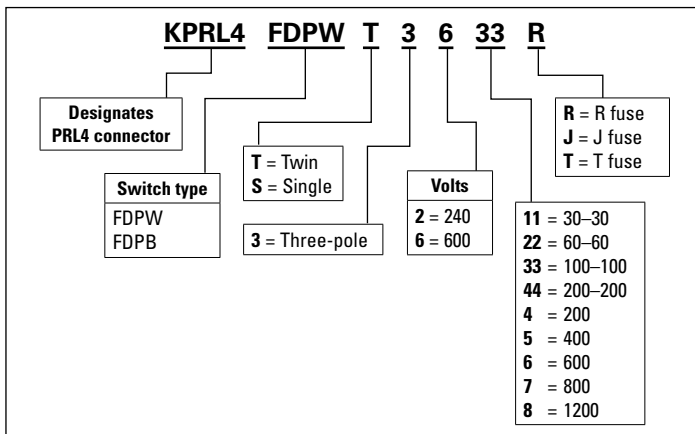 KPRL4 FDPW T 3 6 33 R
Designates
PRL4 connector
Switch type
FDPW
FDPB
T = Twin
S = Single
3 = Three-pole
Volts
2 = 240
6 = 600
R = R fuse
J = J fuse
T = T fuse
11 = 30–30
22 = 60–60
33 = 100–100
44 = 200–200
4 = 200
5 = 400
6 = 600
7 = 800
8 = 1200